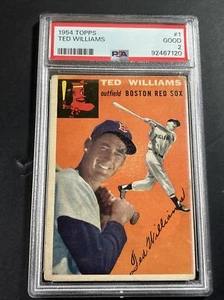 1954 TOPPS #1
TED WILLIAMS GOOD
PSA 2
92467120
TED WILLIAMS
outfield BOSTON RED SOX
Ted Williams